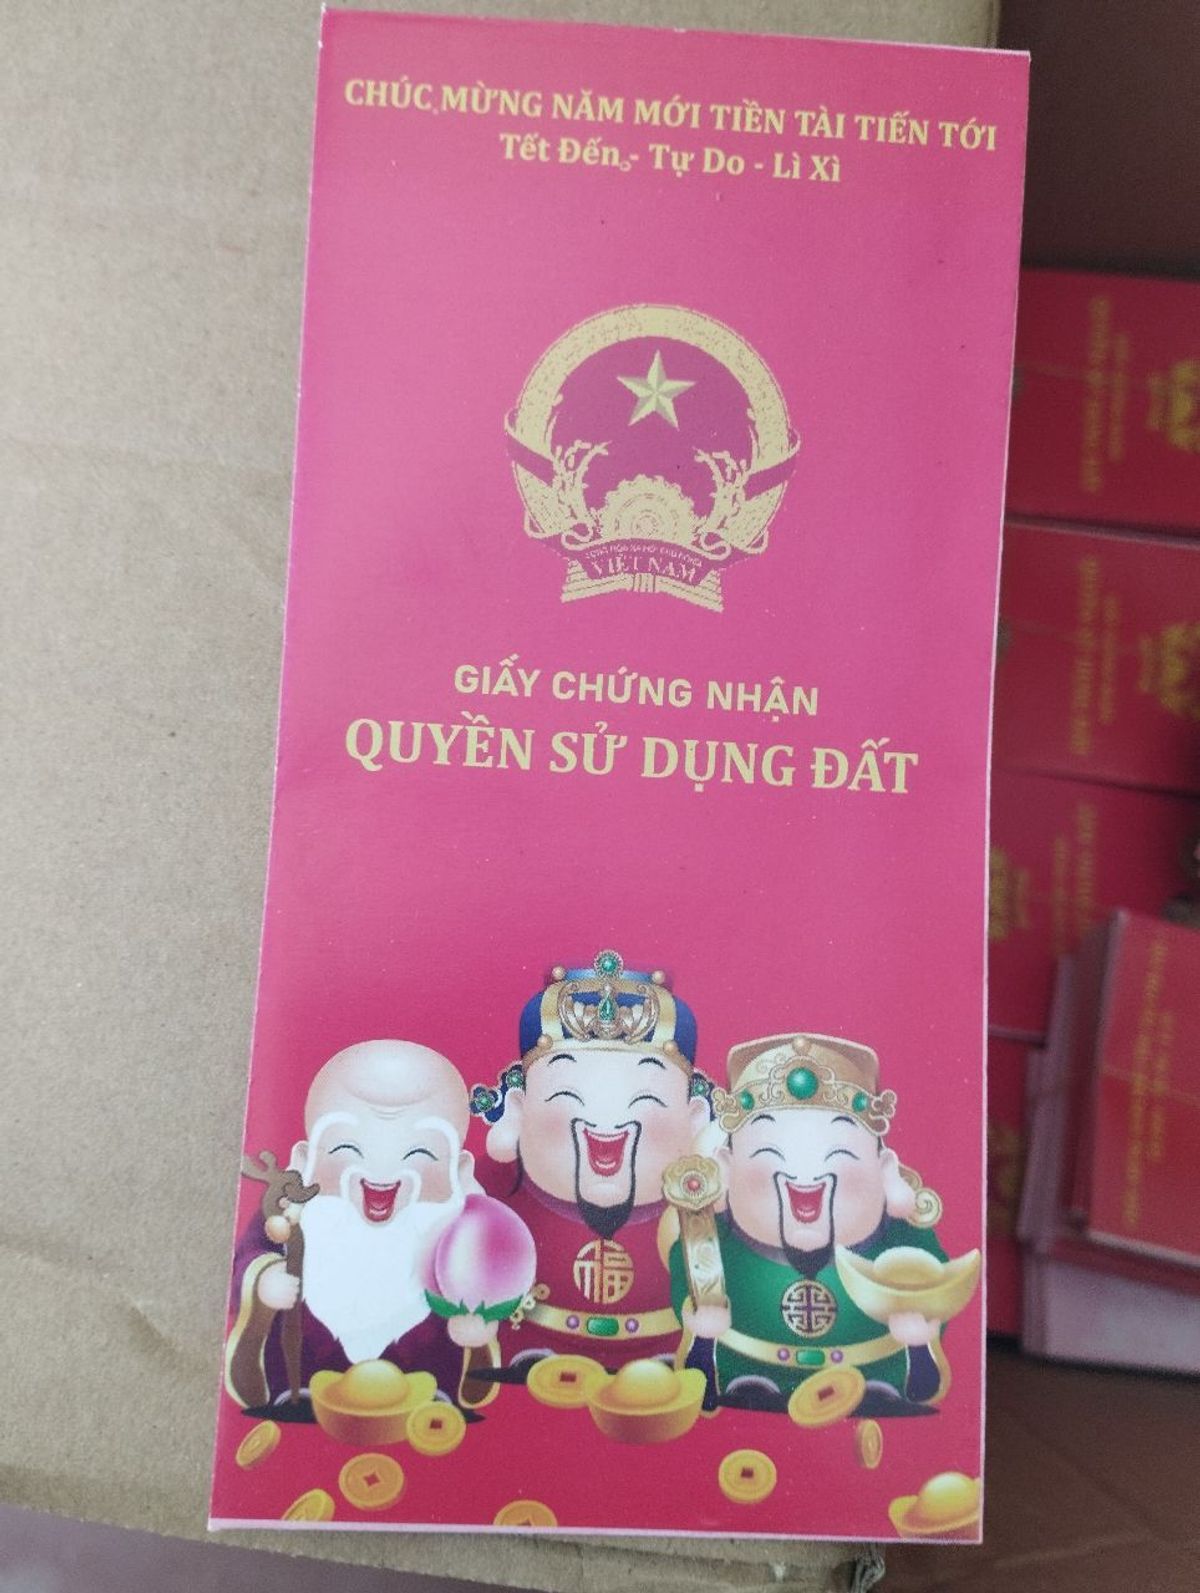 CHÚC MỪNG NĂM MỚI TIỀN TÀI TIẾN TỚI
Tết Đến - Tự Do - Lì Xì
VIỆT NAM
GIẤY CHỨNG NHẬN
QUYỀN SỬ DỤNG ĐẤT
福